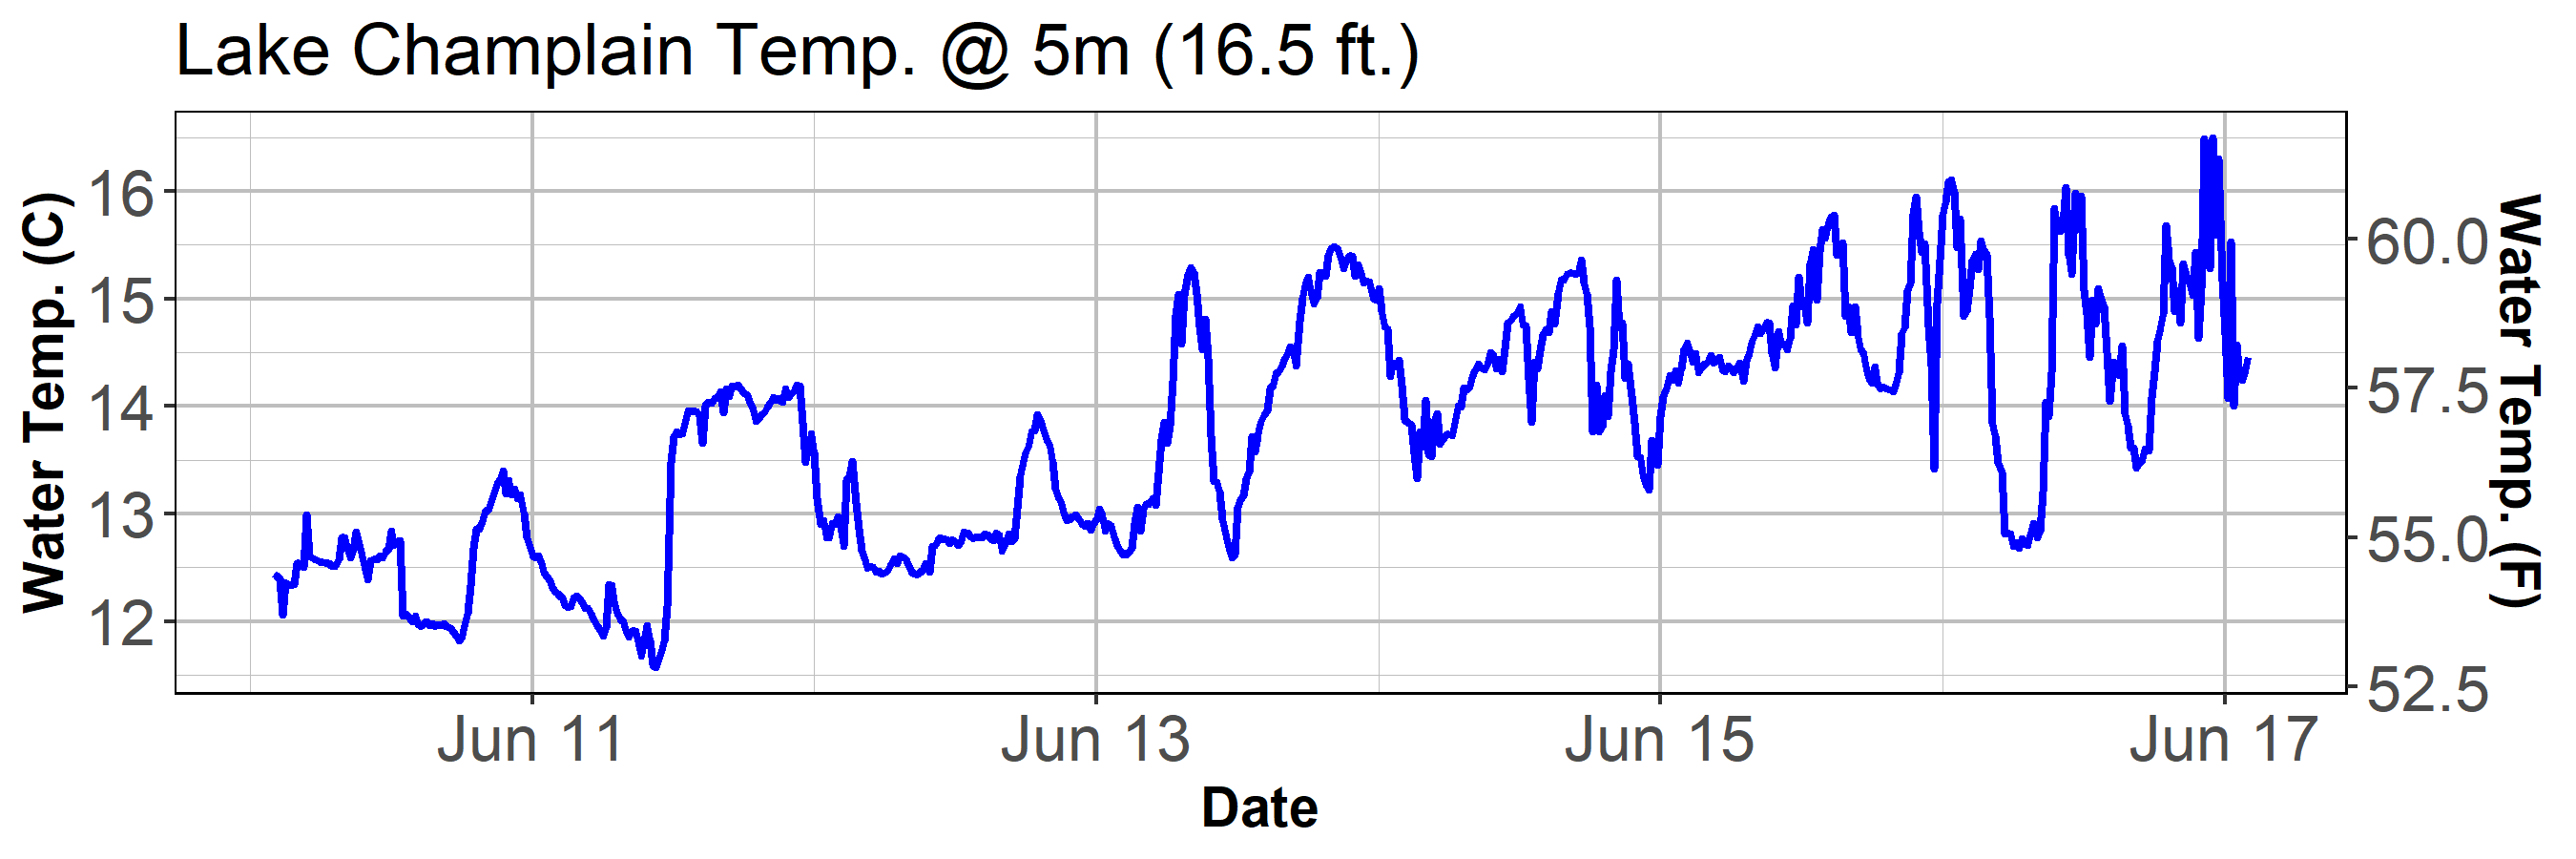 Lake Champlain Temp. @ 5m (16.5 ft.)
Water Temp. (C)
16
15
14
13
12
60.0
57.5
55.0
52.5
Water Temp. (F)
Jun 11
Jun 13
Jun 15
Jun 17
Date